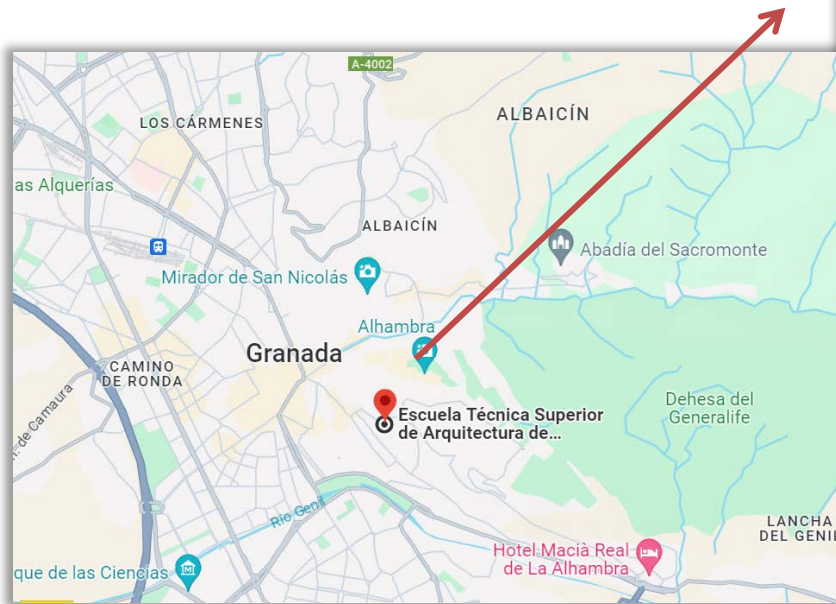 A-4002
ALBAICÍN
LOS CÁRMENES
as Alquerías
ALBAICÍN
Abadía del Sacromonte
Mirador de San Nicolás
Alhambra
Granada
CAMINO
DE RONDA
Dehesa del
Generalife
Escuela Técnica Superior
de Arquitectura de...
n. de Camaura
Río Genil
LANCHA
DEL GENIL
Hotel Macià Real
de La Alhambra
que de las Ciencias